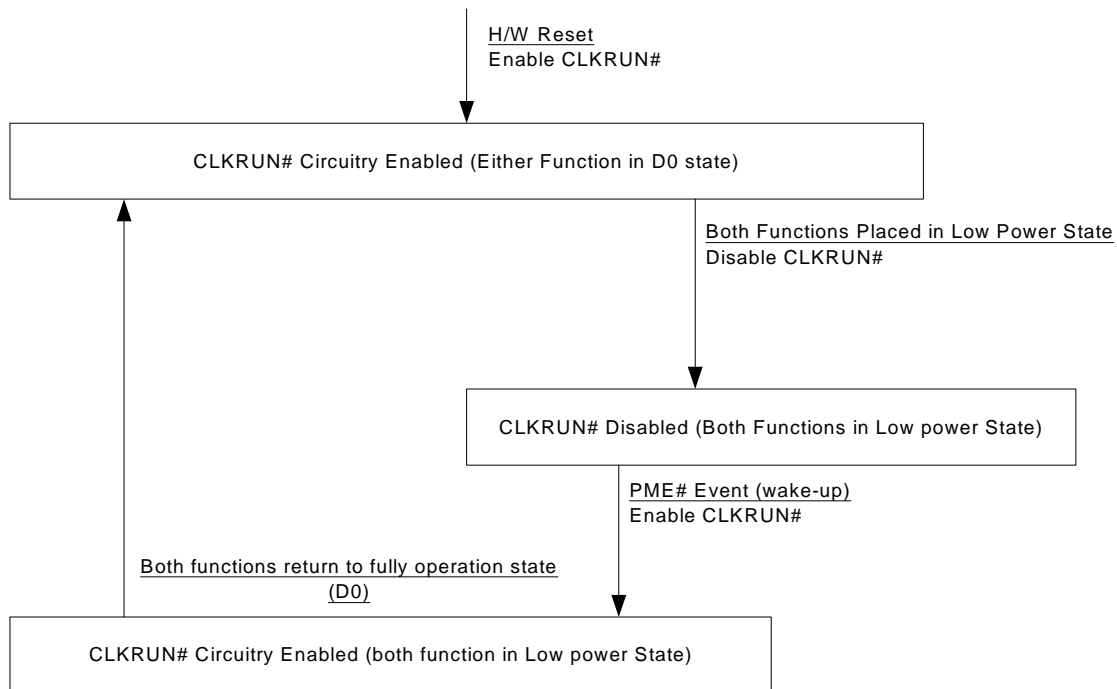 H/W Reset
Enable CLKRUN#
CLKRUN# Circuitry Enabled (Either Function in D0 state)
Both Functions Placed in Low Power State
Disable CLKRUN#
CLKRUN# Disabled (Both Functions in Low power State)
PME# Event (wake-up)
Enable CLKRUN#
Both functions return to fully operation state
(D0)
CLKRUN# Circuitry Enabled (both function in Low power State)